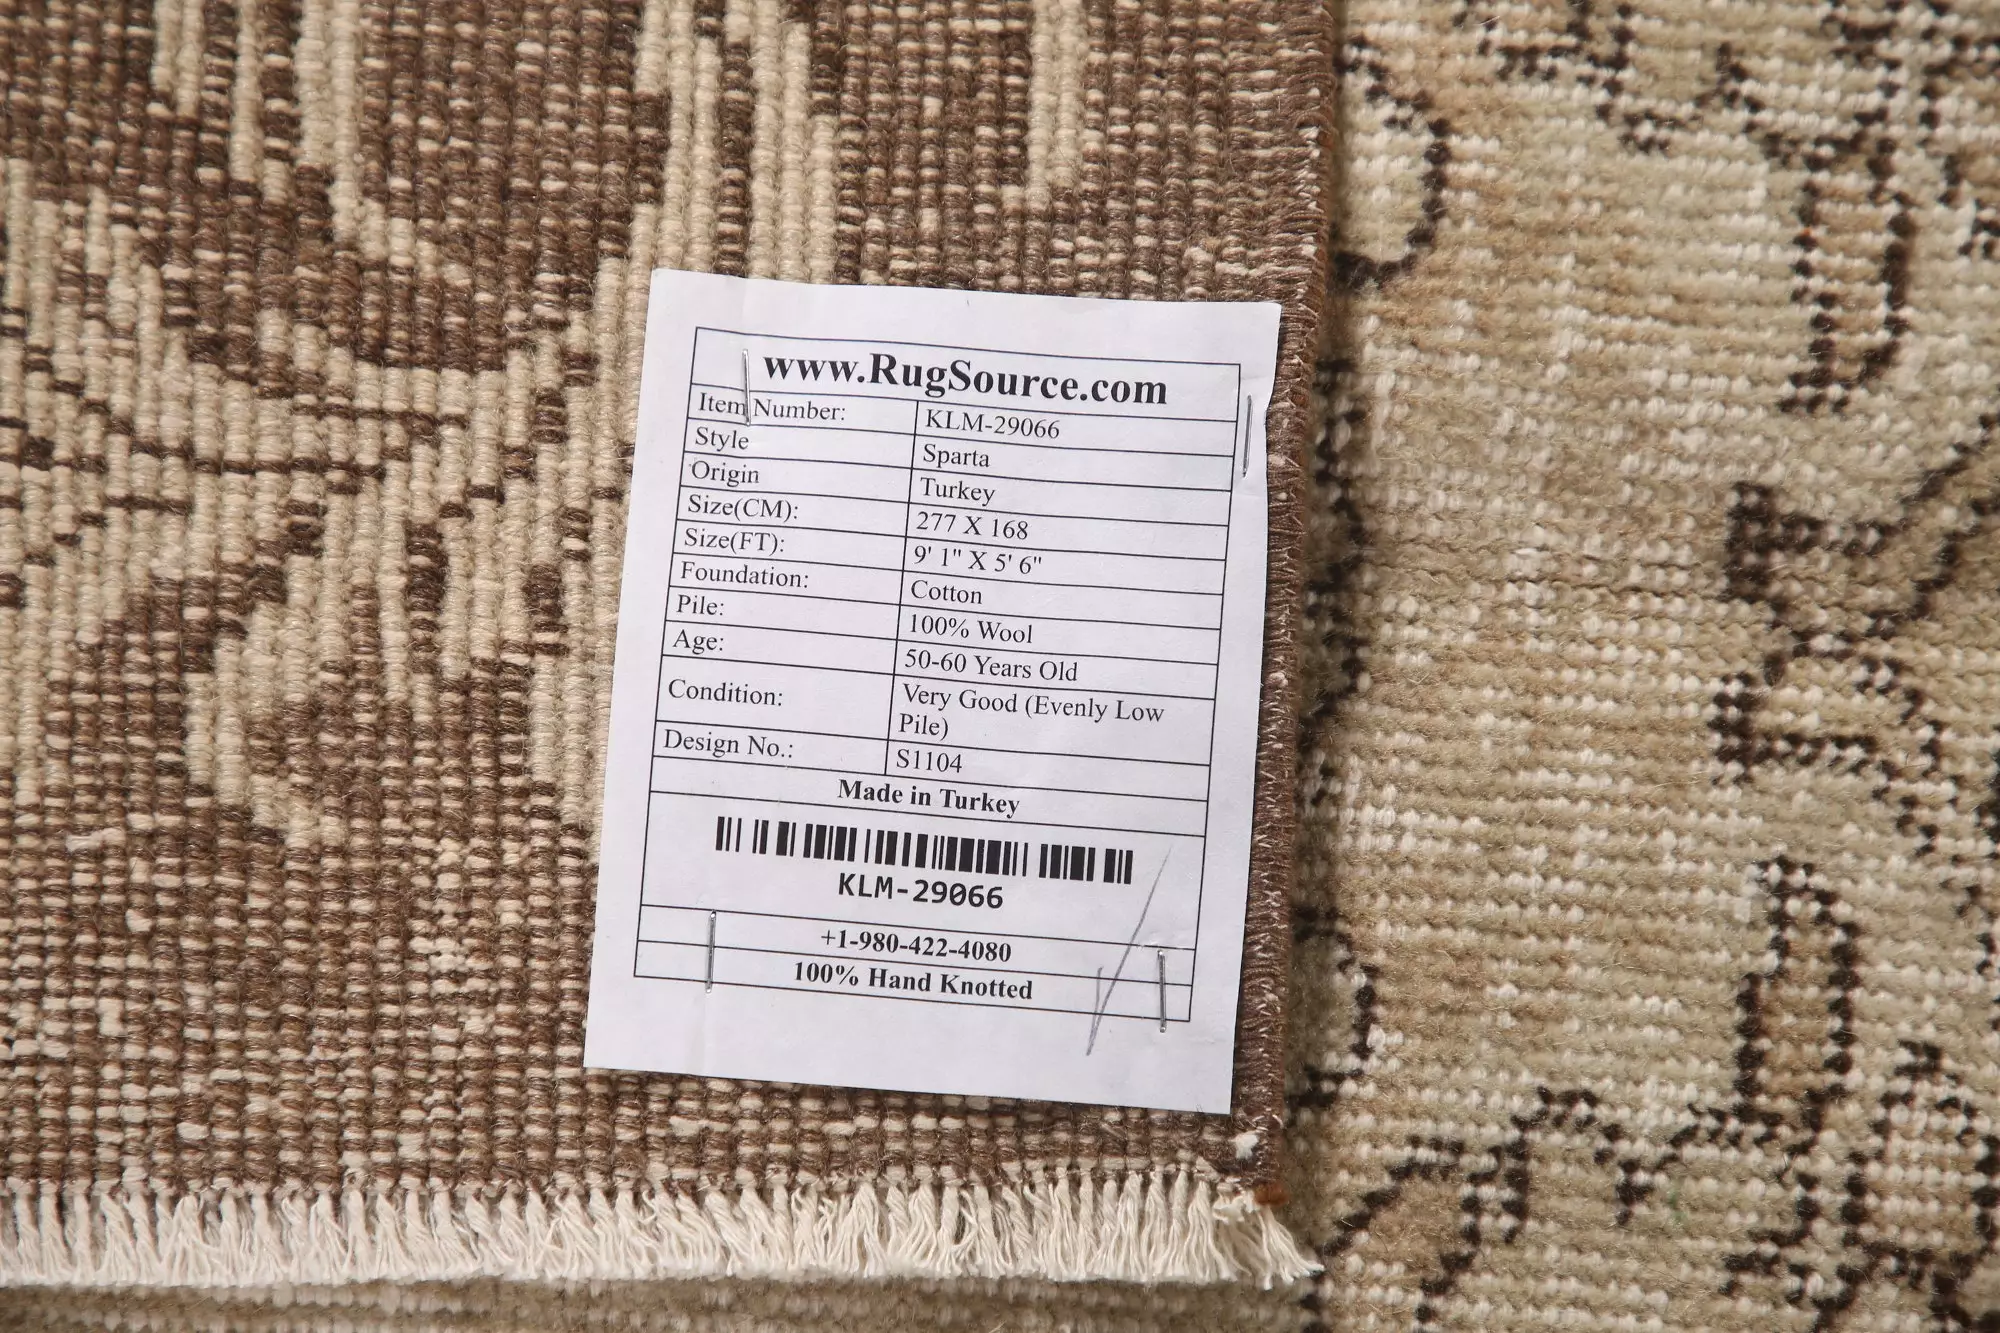 www.RugSource.com
Item Number: KLM-29066
Style Sparta
Origin Turkey
Size(CM): 277 X 168
Size(FT): 9' 1" X 5' 6"
Foundation: Cotton
Pile: 100% Wool
Age: 50-60 Years Old
Condition: Very Good (Evenly Low
Pile)
Design No.: S1104
Made in Turkey
KLM-29066
+1-980-422-4080
100% Hand Knotted